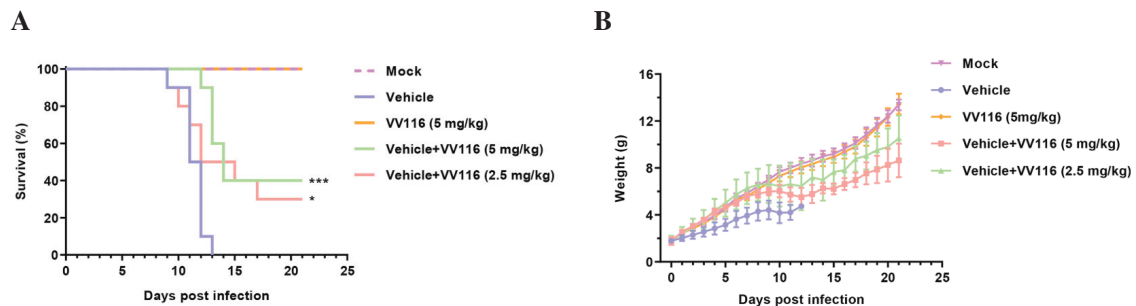 A
B
Survival (%)
100
80
60
40
20
0
0 5 10 15 20 25
Days post infection
***
*
Mock
Vehicle
VV116 (5 mg/kg)
Vehicle+VV116 (5 mg/kg)
Vehicle+VV116 (2.5 mg/kg)
Weight (g)
16
12
8
4
0
0 5 10 15 20 25
Days post infection
Mock
Vehicle
VV116 (5mg/kg)
Vehicle+VV116 (5 mg/kg)
Vehicle+VV116 (2.5 mg/kg)